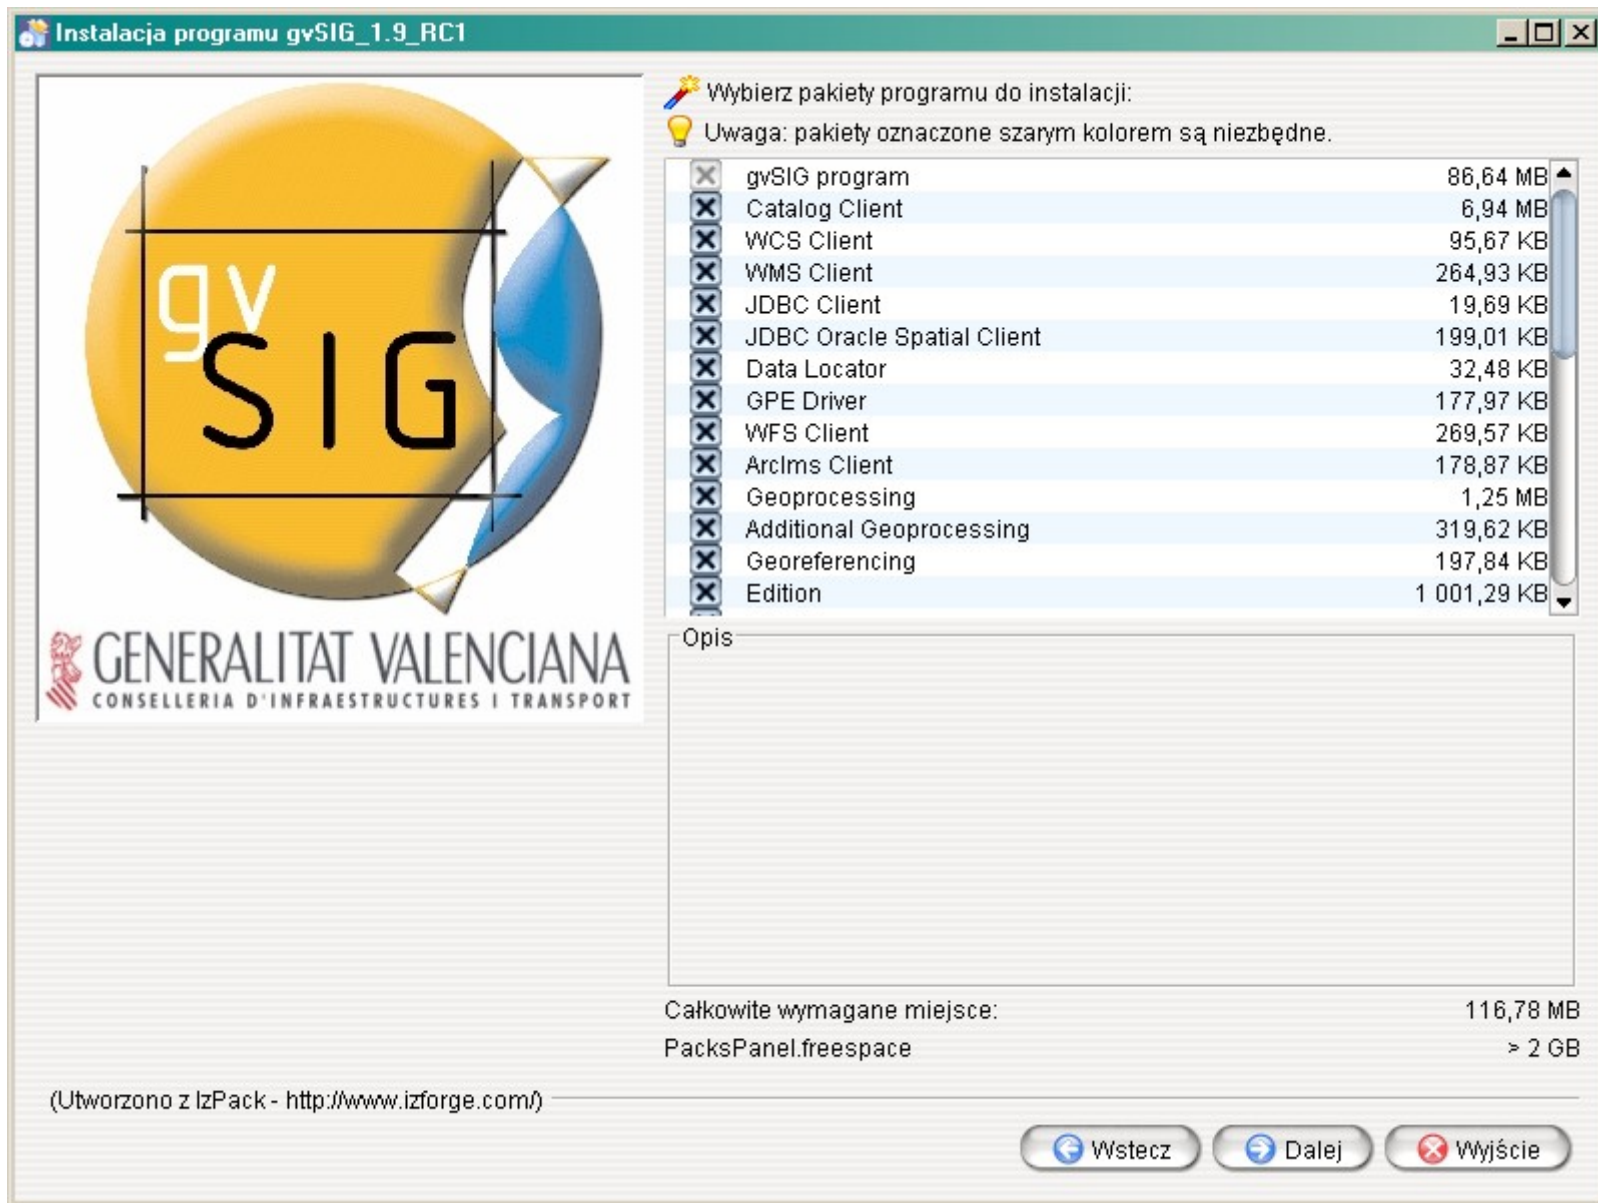 Instalacja programu gvSIG_1.9_RC1
gv
SIG
GENERALITAT VALENCIANA
CONSELLERIA D'INFRAESTRUCTURES I TRANSPORT
Wybierz pakiety programu do instalacji:
Uwaga: pakiety oznaczone szarym kolorem są niezbędne.
gvSIG program 86,64 MB
Catalog Client 6,94 MB
WCS Client 95,67 KB
WMS Client 264,93 KB
JDBC Client 19,69 KB
JDBC Oracle Spatial Client 199,01 KB
Data Locator 32,48 KB
GPE Driver 177,97 KB
WFS Client 269,57 KB
ArcIms Client 178,87 KB
Geoprocessing 1,25 MB
Additional Geoprocessing 319,62 KB
Georeferencing 197,84 KB
Edition 1 001,29 KB
Opis
Całkowite wymagane miejsce: 116,78 MB
PacksPanel.freespace > 2 GB
(Utworzono z IzPack - http://www.izforge.com/)
Wstecz Dalej Wyjście